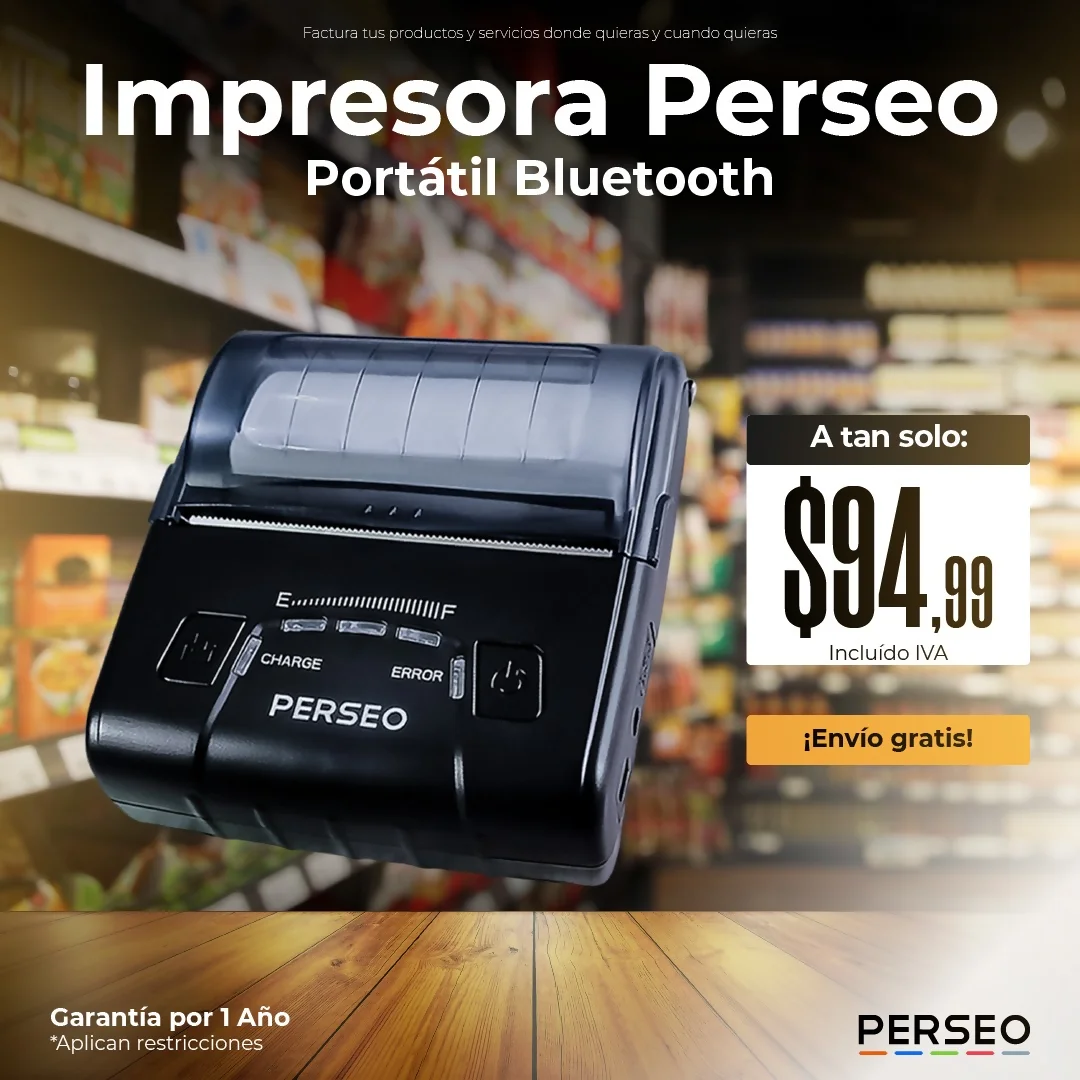 Factura tus productos y servicios donde quieras y cuando quieras
Impresora Perseo
Portátil Bluetooth
A tan solo:
$94,99
Incluído IVA
¡Envío gratis!
E F
CHARGE
ERROR
PERSEO
Garantía por 1 Año
*Aplican restricciones
PERSEO